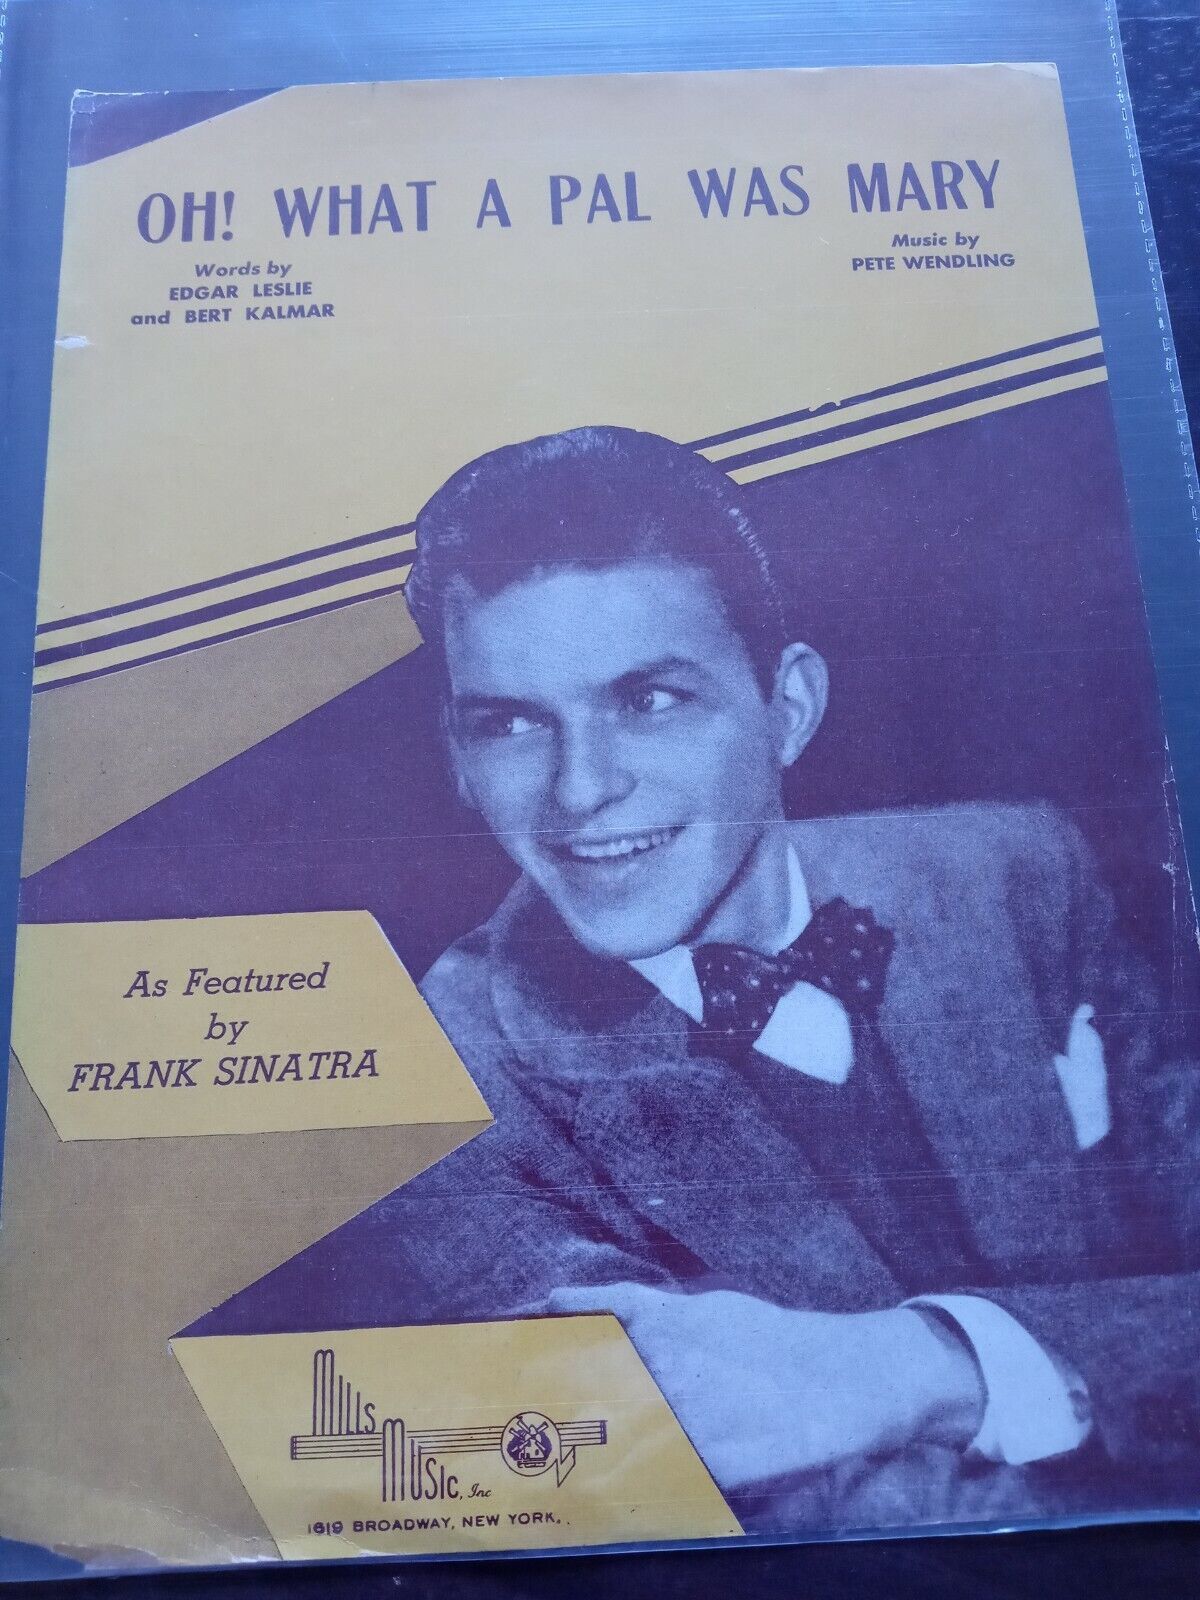 OH! WHAT A PAL WAS MARY
Words by
EDGAR LESLIE
and BERT KALMAR
Music by
PETE WENDLING
As Featured
by
FRANK SINATRA
MILLS
MUSIC, Inc
1619 BROADWAY, NEW YORK.